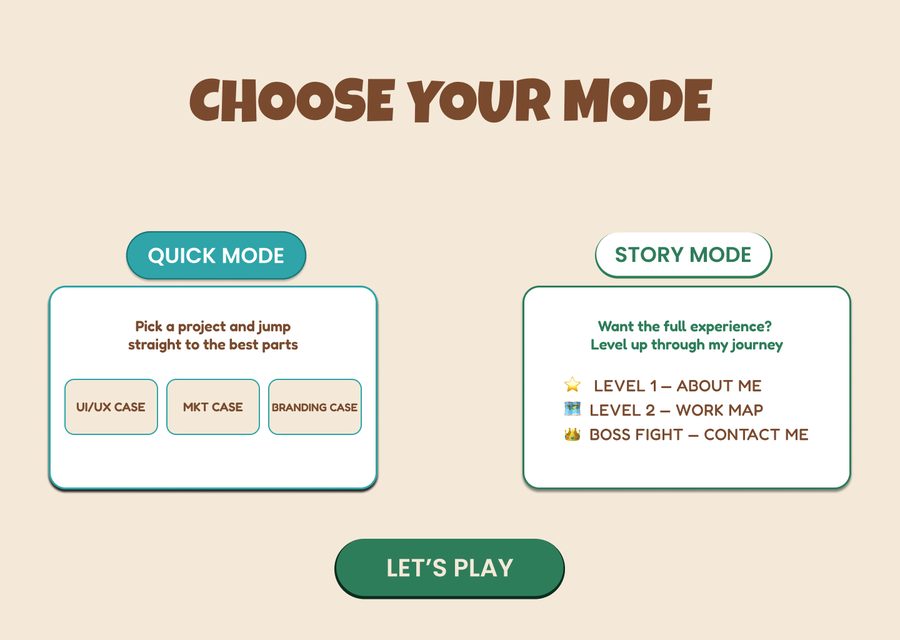 CHOOSE YOUR MODE
QUICK MODE
Pick a project and jump
straight to the best parts
UI/UX CASE
MKT CASE
BRANDING CASE
STORY MODE
Want the full experience?
Level up through my journey
LEVEL 1 – ABOUT ME
LEVEL 2 – WORK MAP
BOSS FIGHT – CONTACT ME
LET’S PLAY